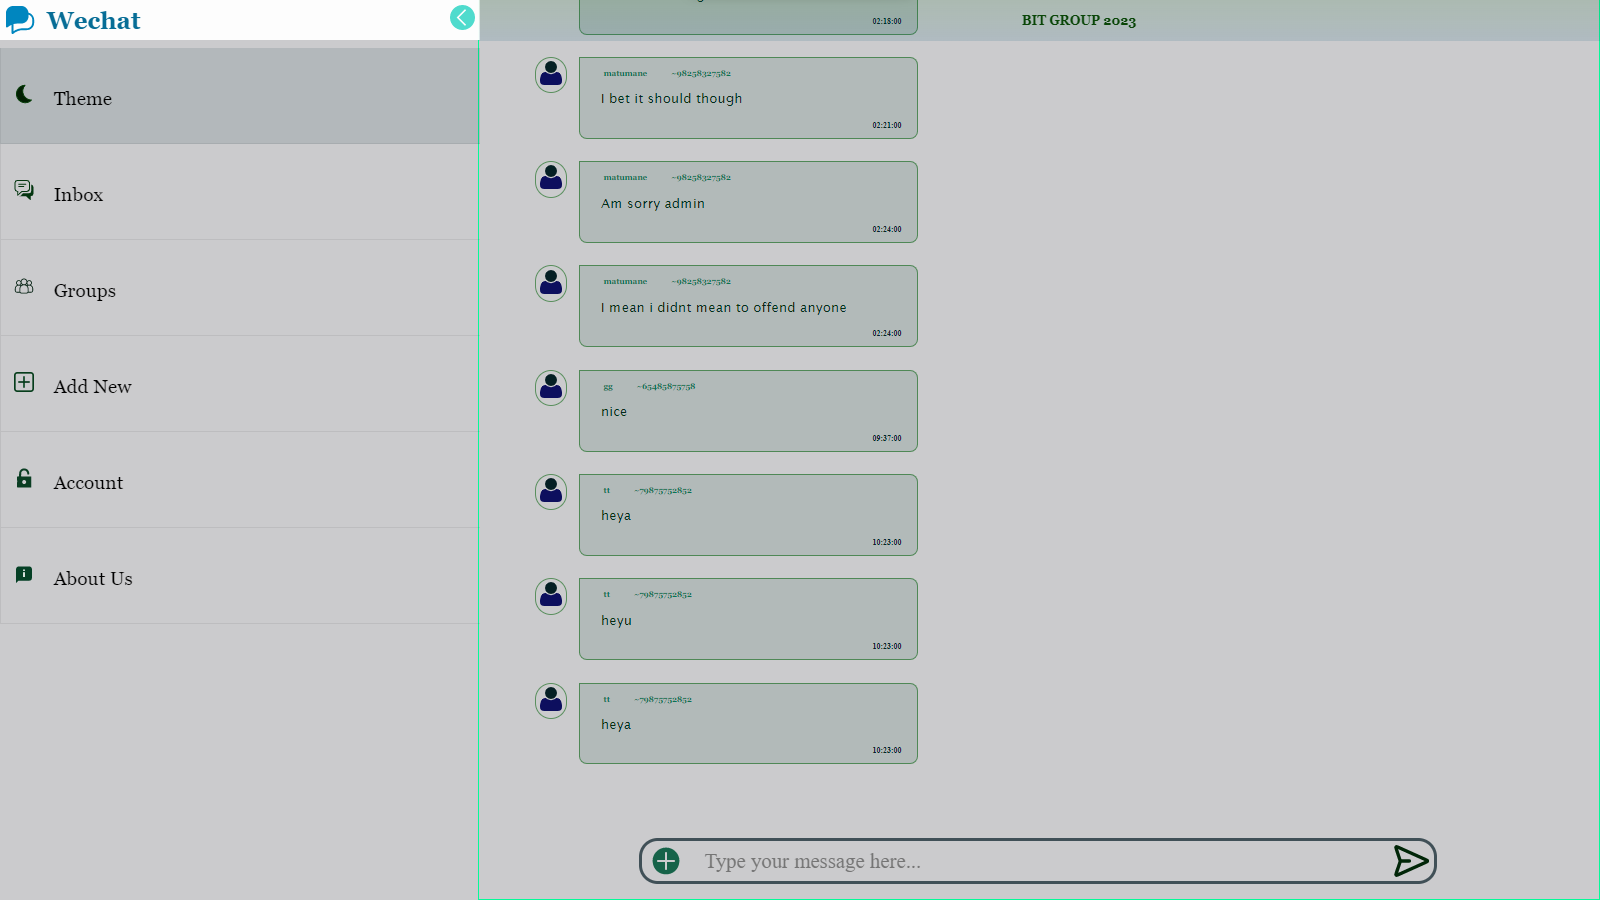 Wechat
Theme
Inbox
Groups
Add New
Account
About Us
BIT GROUP 2023
02:18:00
matumane ~98258327582
I bet it should though
02:21:00
matumane ~98258327582
Am sorry admin
02:24:00
matumane ~98258327582
I mean i didnt mean to offend anyone
02:24:00
gg ~65485875758
nice
09:37:00
tt ~79875752852
heya
10:23:00
tt ~79875752852
heyu
10:23:00
tt ~79875752852
heya
10:23:00
Type your message here...